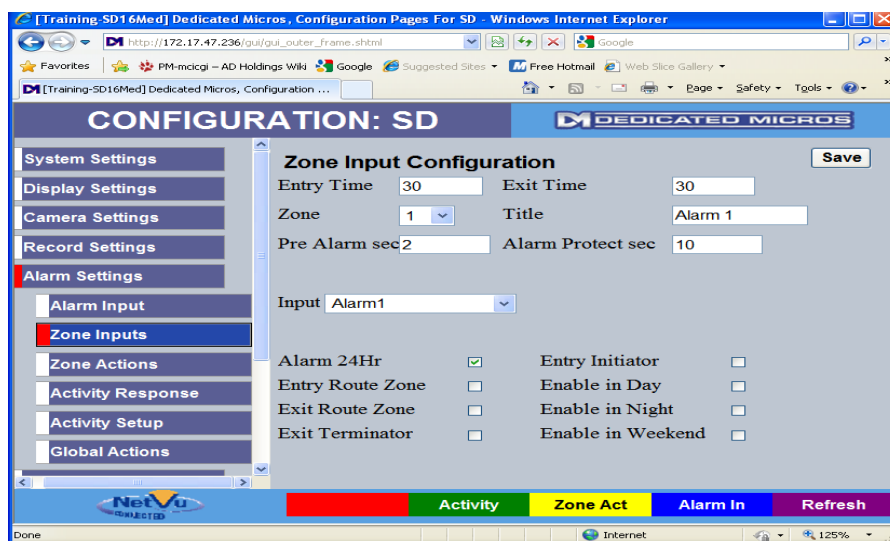 [Training-SD16Med] Dedicated Micros, Configuration Pages For SD - Windows Internet Explorer
http://172.17.47.236/gui/gui_outer_frame.shtml
Google
Favorites
PM-mcicgi – AD Holdings Wiki
Google
Suggested Sites
Free Hotmail
Web Slice Gallery
[Training-SD16Med] Dedicated Micros, Configuration ...
Page
Safety
Tools
CONFIGURATION: SD
DEDICATED MICROS
System Settings
Display Settings
Camera Settings
Record Settings
Alarm Settings
Alarm Input
Zone Inputs
Zone Actions
Activity Response
Activity Setup
Global Actions
Zone Input Configuration
Save
Entry Time 30 Exit Time 30
Zone 1 Title Alarm 1
Pre Alarm sec 2 Alarm Protect sec 10
Input Alarm1
Alarm 24Hr Entry Initiator
Entry Route Zone Enable in Day
Exit Route Zone Enable in Night
Exit Terminator Enable in Weekend
NetVu
CONNECTED
Activity
Zone Act
Alarm In
Refresh
Done
Internet
125%